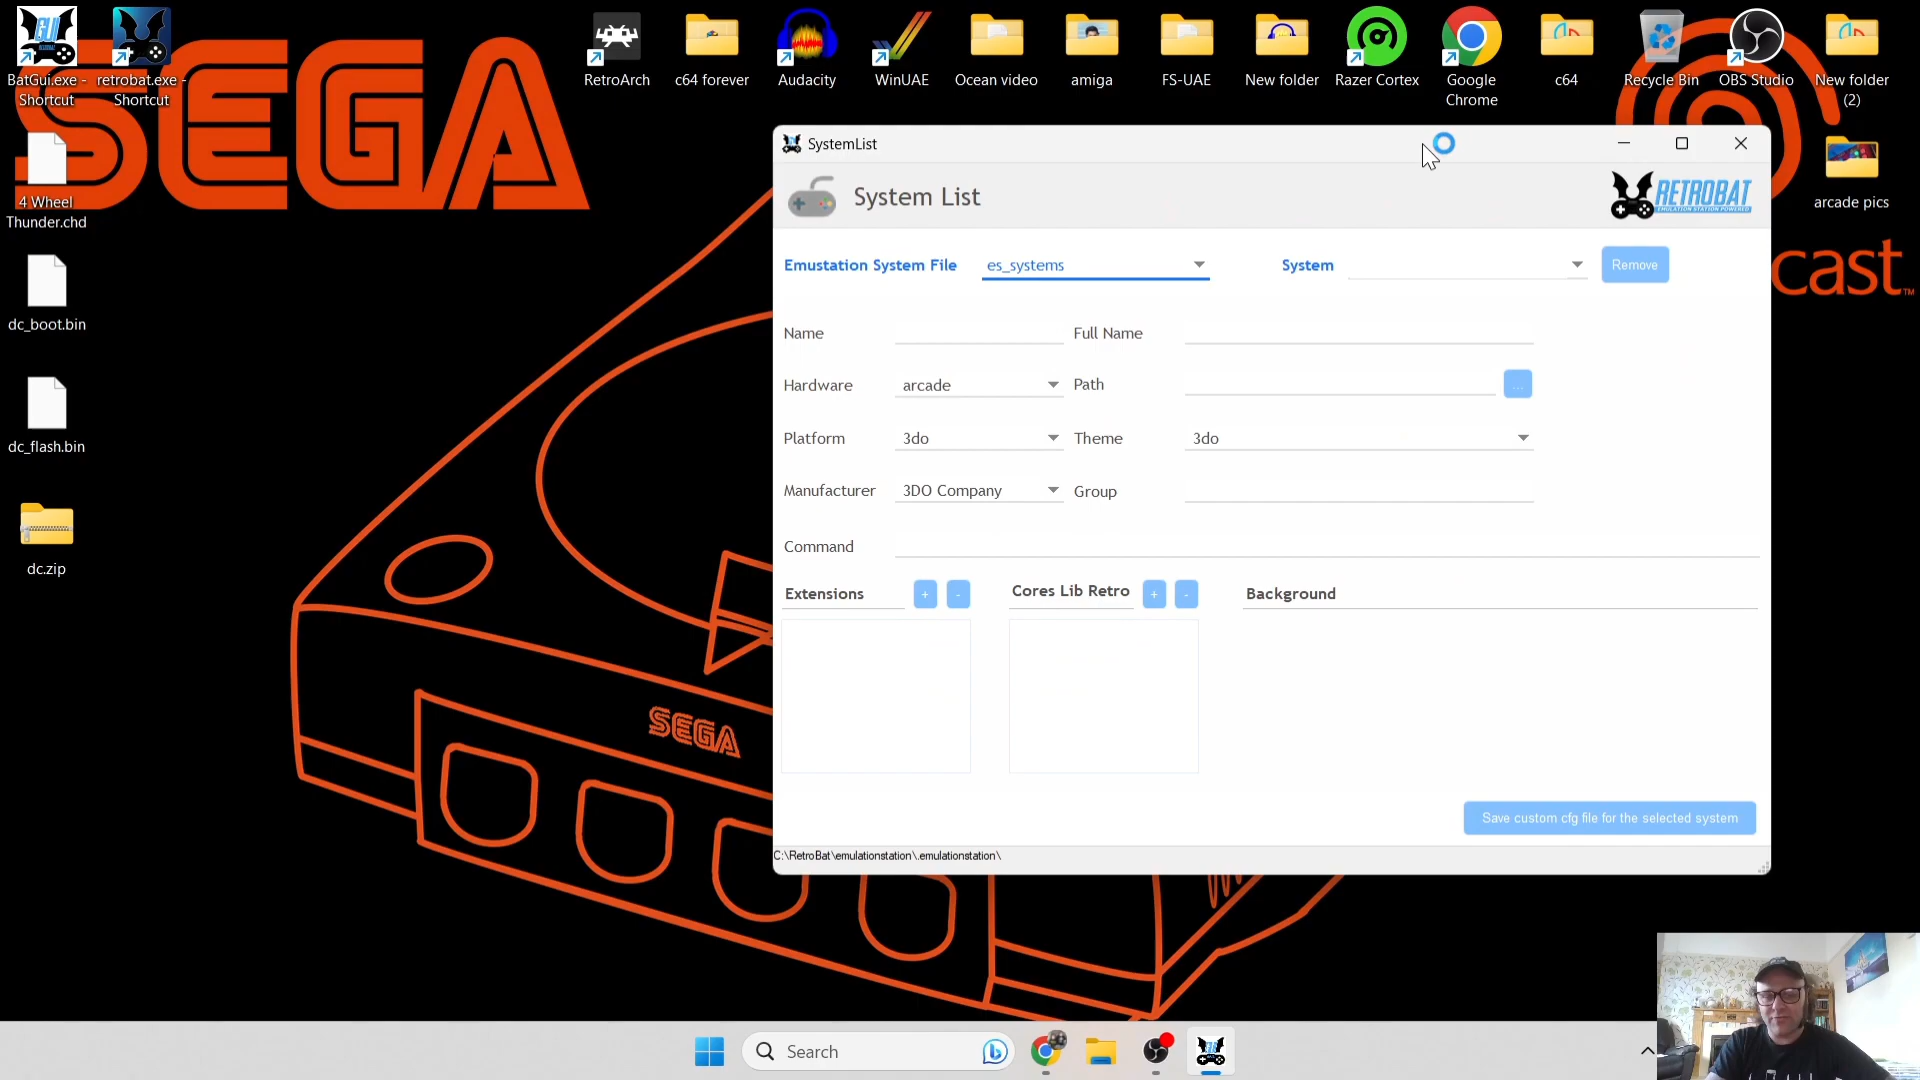 BatGui.exe -
Shortcut
retrobat.exe -
Shortcut
RetroArch
c64 forever
Audacity
WinUAE
Ocean video
amiga
FS-UAE
New folder
Razer Cortex
Google
Chrome
c64
Recycle Bin
OBS Studio
New folder
(2)
SEGA
4 Wheel
Thunder.chd
dc_boot.bin
dc_flash.bin
dc.zip
arcade pics
cast™
SEGA
SystemList
System List
RETROBAT
EMULATION STATION POWERED
Emustation System File
es_systems
System
Remove
Name
Full Name
Hardware
arcade
Path
...
Platform
3do
Theme
3do
Manufacturer
3DO Company
Group
Command
Extensions
+
-
Cores Lib Retro
+
-
Background
Save custom cfg file for the selected system
C:\RetroBat\emulationstation\.emulationstation\
Search